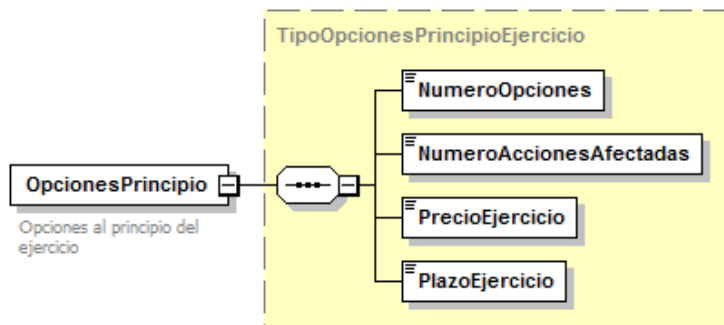 TipoOpcionesPrincipioEjercicio
NumeroOpciones
NumeroAccionesAfectadas
OpcionesPrincipio
Opciones al principio del
ejercicio
PrecioEjercicio
PlazoEjercicio